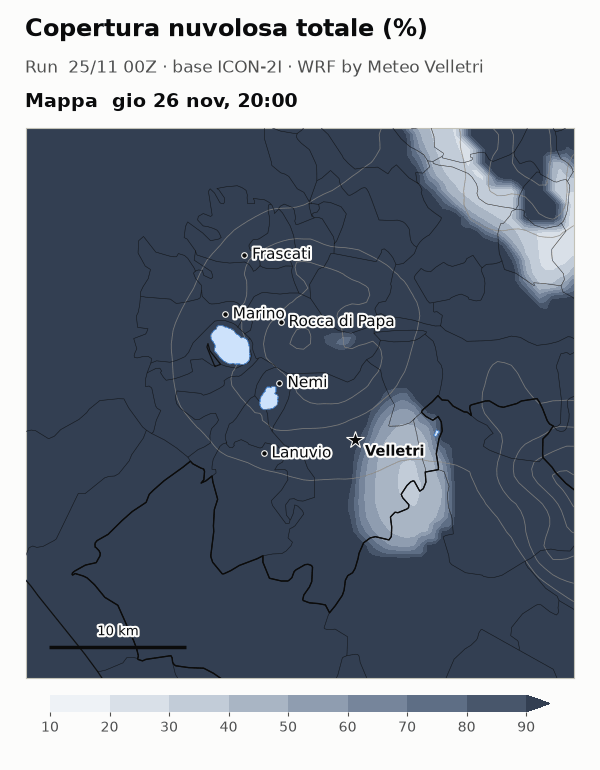 Copertura nuvolosa totale (%)
Run  25/11 00Z · base ICON-2I · WRF by Meteo Velletri
Mappa  gio 26 nov, 20:00
Frascati
Marino
Rocca di Papa
Nemi
Velletri
Lanuvio
10 km
10 20 30 40 50 60 70 80 90